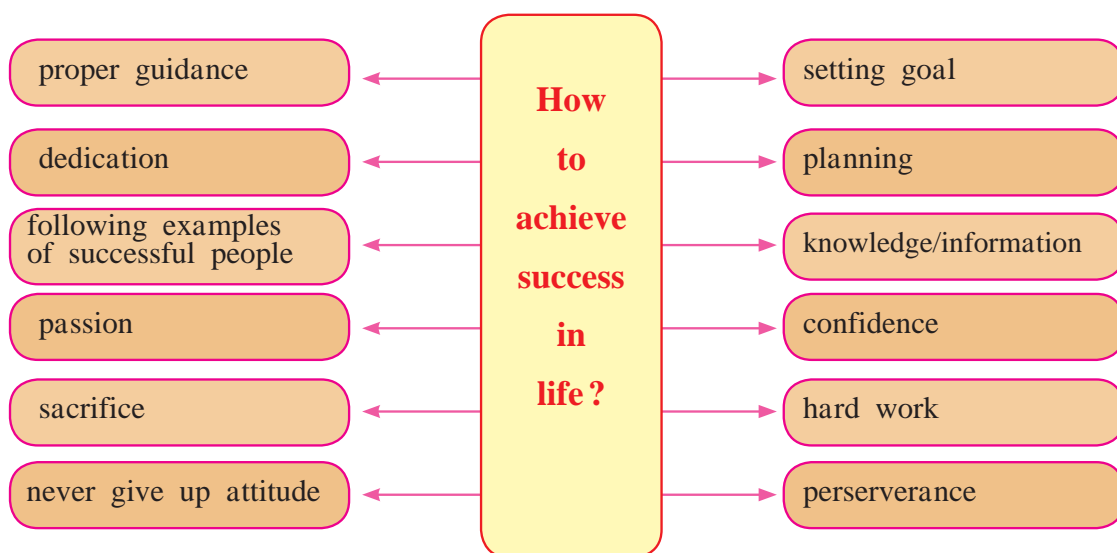 proper guidance
dedication
following examples
of successful people
passion
sacrifice
never give up attitude
How
to
achieve
success
in
life?
setting goal
planning
knowledge/information
confidence
hard work
perserverance